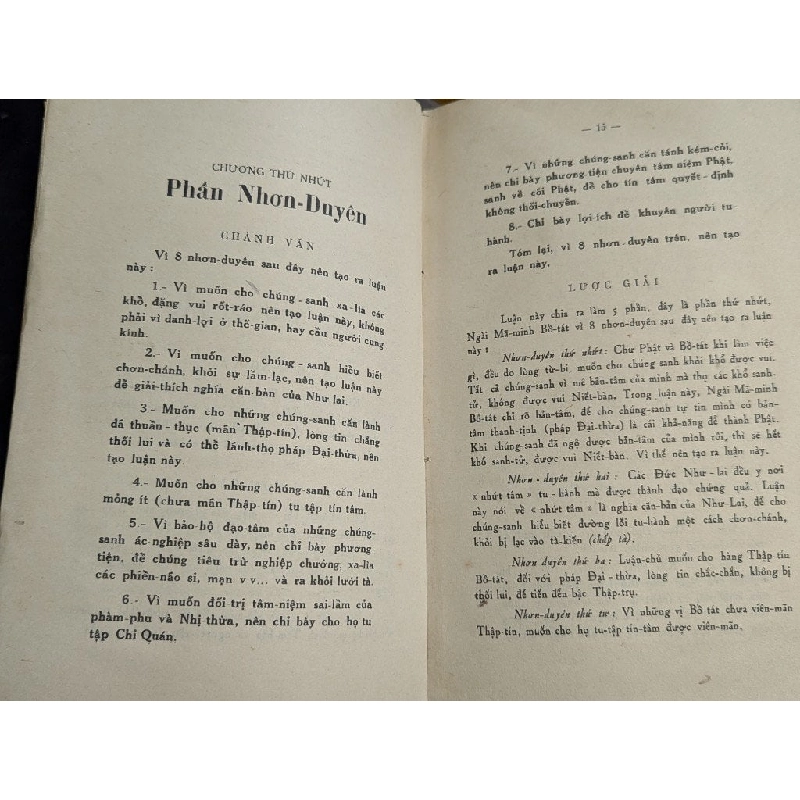 CHƯƠNG THỨ NHỨT
Phần Nhơn-Duyên
CHÁNH VĂN
Vì 8 nhơn-duyên sau đây nên tạo ra luận
này :
1.- Vì muốn cho chúng-sanh xa-lìa các
khổ, đặng vui rốt-ráo nên tạo luận này, không
phải vì danh-lợi ở thế-gian, hay cầu người cung
kính.
2.- Vì muốn cho chúng-sanh hiểu biết
chơn-chánh, khỏi sự lầm-lạc, nên tạo luận này
để giải-thích nghĩa căn-bản của Như lai.
3.- Muốn cho những chúng-sanh căn lành
đã thuần-thục (mãn Thập-tín), lòng tin chẳng
thối lui và có thể lãnh-thọ pháp Đại-thừa, nên
tạo luận này.
4.- Muốn cho những chúng-sanh căn lành
mỏng ít (chưa mãn Thập-tín) tu tập tín tâm.
5.- Vì bảo-hộ đạo-tâm của những chúng-
sanh ác-nghiệp sâu dày, nên chỉ bày phương
tiện, để chúng tiêu trừ nghiệp chướng, xa-lìa
các phiền-não si, mạn v v... và ra khỏi lưới tà.
6.- Vì muốn đối-trị tâm-niệm sai-lầm của
phàm-phu và Nhị-thừa, nên chỉ bày cho họ tu
tập Chỉ Quán.
— 15 —
7.- Vì những chúng-sanh căn tánh kém-cỏi,
nên chỉ bày phương tiện chuyên tâm niệm Phật,
sanh về cõi Phật, để cho tín tâm quyết-định
không thối-chuyển.
8.- Chỉ bày lợi-ích để khuyên người tu
hành.
Tóm lại, vì 8 nhơn-duyên trên, nên tạo
ra luận này.
LƯỢC GIẢI
Luận này chia ra làm 5 phần, đây là phần thứ nhứt.
Ngài Mã-minh Bồ-tát vì 8 nhơn-duyên sau đây nên tạo ra luận
này :
Nhơn-duyên thứ nhứt: Chư Phật và Bồ-tát khi làm việc
gì, đều do lòng từ-bi, muốn cho chúng sanh khỏi khổ được vui.
Tất cả chúng-sanh vì mê bản-tâm của mình mà thọ các khổ sanh-
tử, không được vui Niết-bàn. Trong luận này, Ngài Mã-minh
Bồ-tát chỉ rõ bản-tâm, để cho chúng-sanh tự tin mình có bản-
tâm thanh-tịnh (pháp Đại-thừa) là cái khả-năng để thành Phật.
Khi chúng-sanh đã ngộ được bản-tâm của mình rồi, thì sẽ hết
khổ sanh-tử, được vui Niết-bàn. Vì thế nên tạo ra luận này.
Nhơn-duyên thứ hai : Các Đức Như-lai đều y nơi
« nhứt tâm » tu-hành mà được thành đạo chứng quả. Luận
này nói về « nhứt tâm » là nghĩa căn-bản của Như Lai, để cho
chúng-sanh hiểu biết đường lối tu-hành một cách chơn-chánh,
khỏi bị lạc vào tà-kiến (chấp tà).
Nhơn duyên thứ ba : Luận-chủ muốn cho hàng Thập-tín
Bồ-tát, đối với pháp Đại-thừa, lòng tin chắc-chắn, không bị
thối lui, để tiến đến bậc Thập-trụ.
Nhơn-duyên thứ tư : Vì những vị Bồ tát chưa viên-mãn
Thập-tín, muốn cho họ tu-tập tín-tâm được viên-mãn.